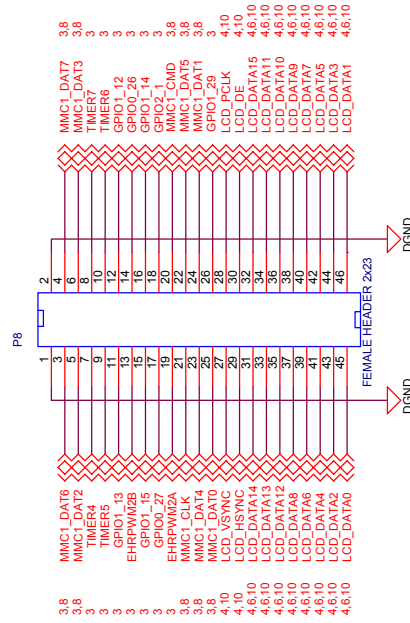 P8
1 2
3,8 MMC1_DAT6 3 4 MMC1_DAT7 3,8
3,8 MMC1_DAT2 5 6 MMC1_DAT3 3,8
3 TIMER4 7 8 TIMER7 3
3 TIMER5 9 10 TIMER6 3
3 GPIO1_13 11 12 GPIO1_12 3
3 EHRPWM2B 13 14 GPIO0_26 3
3 GPIO1_15 15 16 GPIO1_14 3
3 GPIO0_27 17 18 GPIO2_1 3
3 EHRPWM2A 19 20 MMC1_CMD 3,8
3,8 MMC1_CLK 21 22 MMC1_DAT5 3,8
3,8 MMC1_DAT4 23 24 MMC1_DAT1 3,8
3,8 MMC1_DAT0 25 26 GPIO1_29 3
4,10 LCD_VSYNC 27 28 LCD_PCLK 4,10
4,10 LCD_HSYNC 29 30 LCD_DE 4,10
4,6,10 LCD_DATA14 31 32 LCD_DATA15 4,6,10
4,6,10 LCD_DATA13 33 34 LCD_DATA11 4,6,10
4,6,10 LCD_DATA12 35 36 LCD_DATA10 4,6,10
4,6,10 LCD_DATA8 37 38 LCD_DATA9 4,6,10
4,6,10 LCD_DATA6 39 40 LCD_DATA7 4,6,10
4,6,10 LCD_DATA4 41 42 LCD_DATA5 4,6,10
4,6,10 LCD_DATA2 43 44 LCD_DATA3 4,6,10
4,6,10 LCD_DATA0 45 46 LCD_DATA1 4,6,10
FEMALE HEADER 2x23
DGND DGND